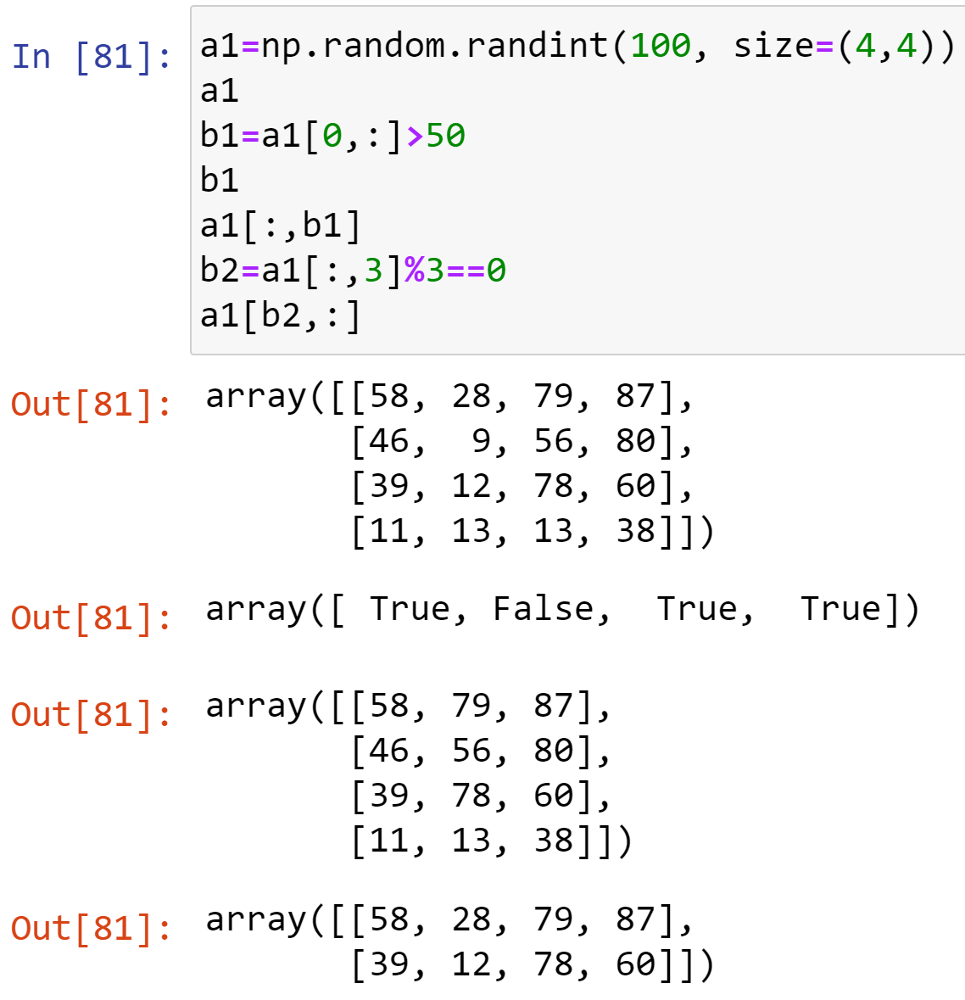 In [81]: a1=np.random.randint(100, size=(4,4))
a1
b1=a1[0,:]>50
b1
a1[:,b1]
b2=a1[:,3]%3==0
a1[b2,:]
Out[81]: array([[58, 28, 79, 87],
[46,  9, 56, 80],
[39, 12, 78, 60],
[11, 13, 13, 38]])
Out[81]: array([ True, False,  True,  True])
Out[81]: array([[58, 79, 87],
[46, 56, 80],
[39, 78, 60],
[11, 13, 38]])
Out[81]: array([[58, 28, 79, 87],
[39, 12, 78, 60]])